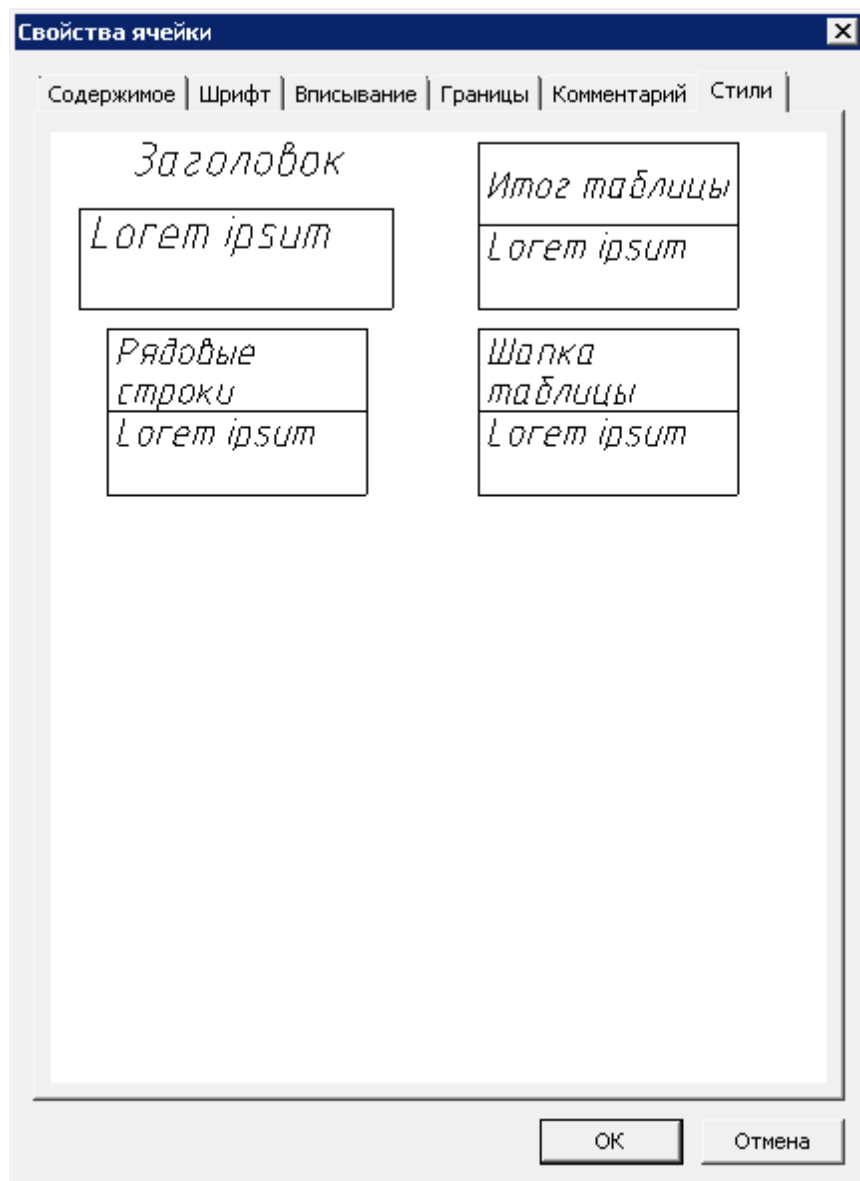 Свойства ячейки
Содержимое
Шрифт
Вписывание
Границы
Комментарий
Стили
Заголовок
Lorem ipsum
Итог таблицы
Lorem ipsum
Рядовые
строки
Lorem ipsum
Шапка
таблицы
Lorem ipsum
OK
Отмена